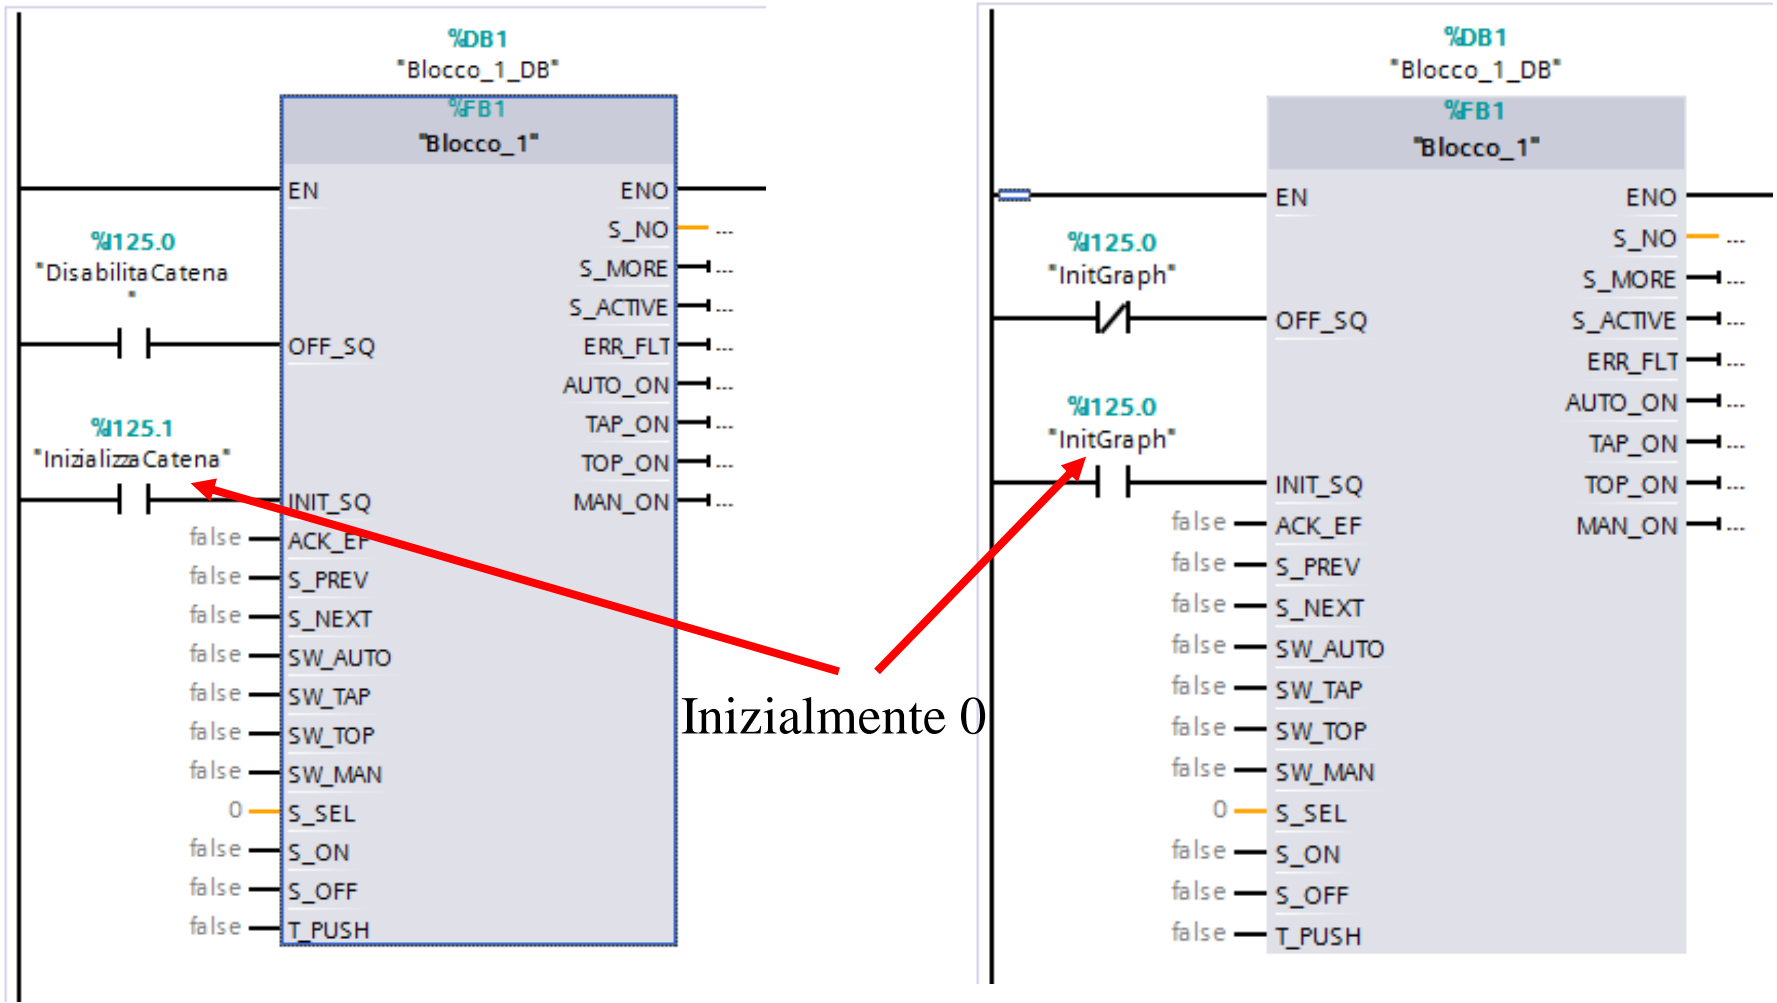 %DB1
"Blocco_1_DB"
%FB1
"Blocco_1"
EN
ENO
S_NO ...
%I125.0
"DisabilitaCatena
"
S_MORE ...
S_ACTIVE ...
OFF_SQ
ERR_FLT ...
AUTO_ON ...
%I125.1
"InizializzaCatena"
TAP_ON ...
TOP_ON ...
INIT_SQ
MAN_ON ...
false ACK_EF
false S_PREV
false S_NEXT
false SW_AUTO
false SW_TAP
false SW_TOP
false SW_MAN
0 S_SEL
false S_ON
false S_OFF
false T_PUSH
Inizialmente 0
%DB1
"Blocco_1_DB"
%FB1
"Blocco_1"
EN
ENO
%I125.0
"InitGraph"
S_NO ...
S_MORE ...
OFF_SQ
S_ACTIVE ...
ERR_FLT ...
%I125.0
"InitGraph"
AUTO_ON ...
TAP_ON ...
INIT_SQ
TOP_ON ...
false ACK_EF
MAN_ON ...
false S_PREV
false S_NEXT
false SW_AUTO
false SW_TAP
false SW_TOP
false SW_MAN
0 S_SEL
false S_ON
false S_OFF
false T_PUSH